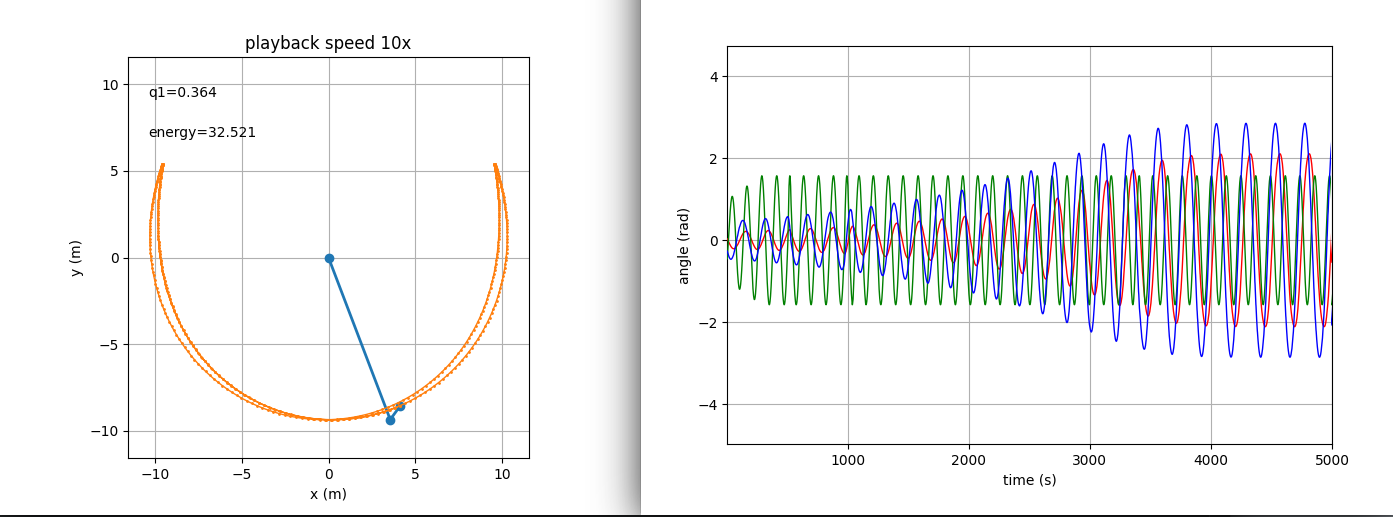 playback speed 10x
10
q1=0.364
energy=32.521
5
0
−5
−10
y (m)
−10
−5
0
5
10
x (m)
4
2
0
−2
−4
angle (rad)
1000
2000
3000
4000
5000
time (s)